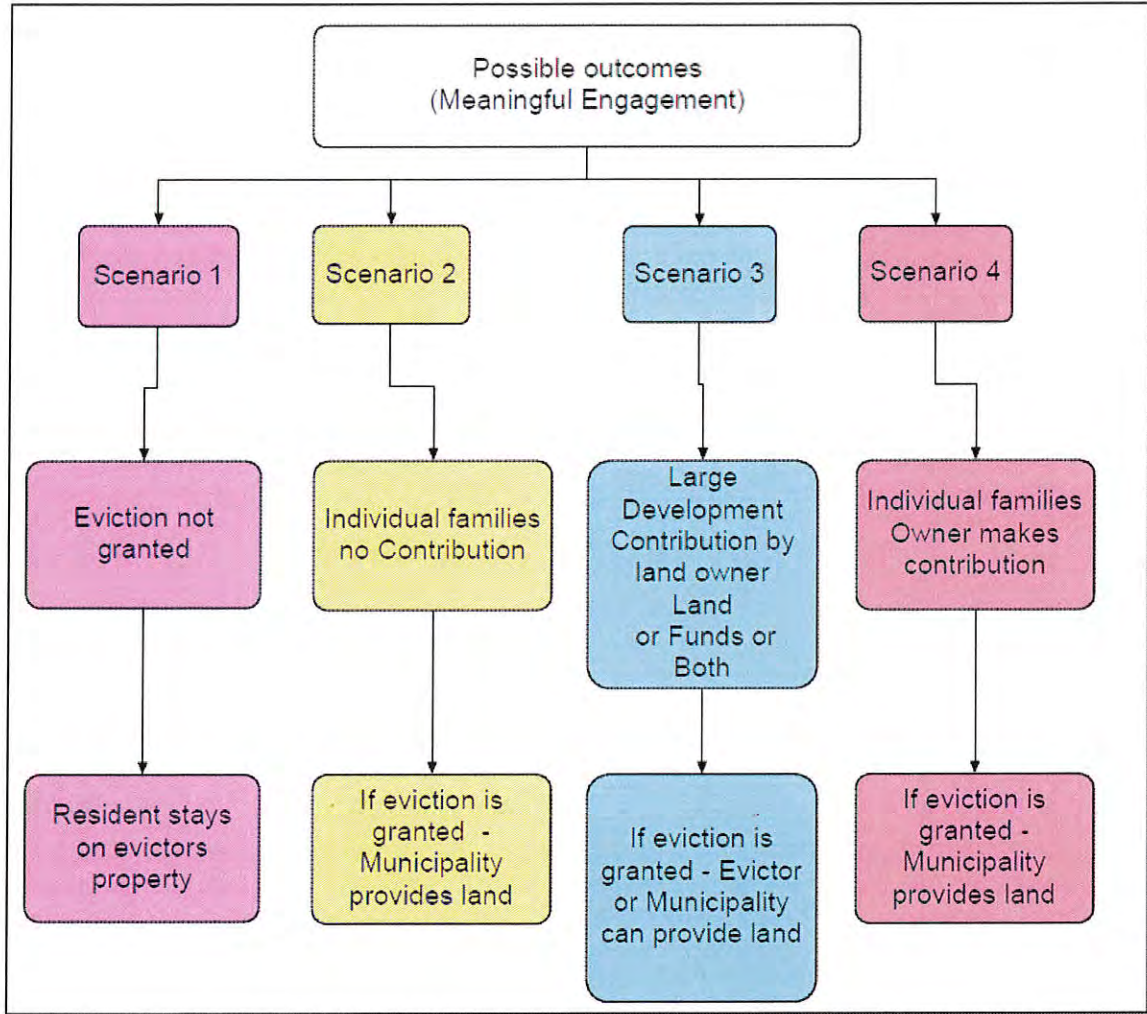 Possible outcomes
(Meaningful Engagement)
Scenario 1
Scenario 2
Scenario 3
Scenario 4
Eviction not
granted
Individual families
no Contribution
Large
Development
Contribution by
land owner
Land
or Funds or
Both
Individual families
Owner makes
contribution
Resident stays
on evictors
property
If eviction is
granted -
Municipality
provides land
If eviction is
granted - Evictor
or Municipality
can provide land
If eviction is
granted -
Municipality
provides land